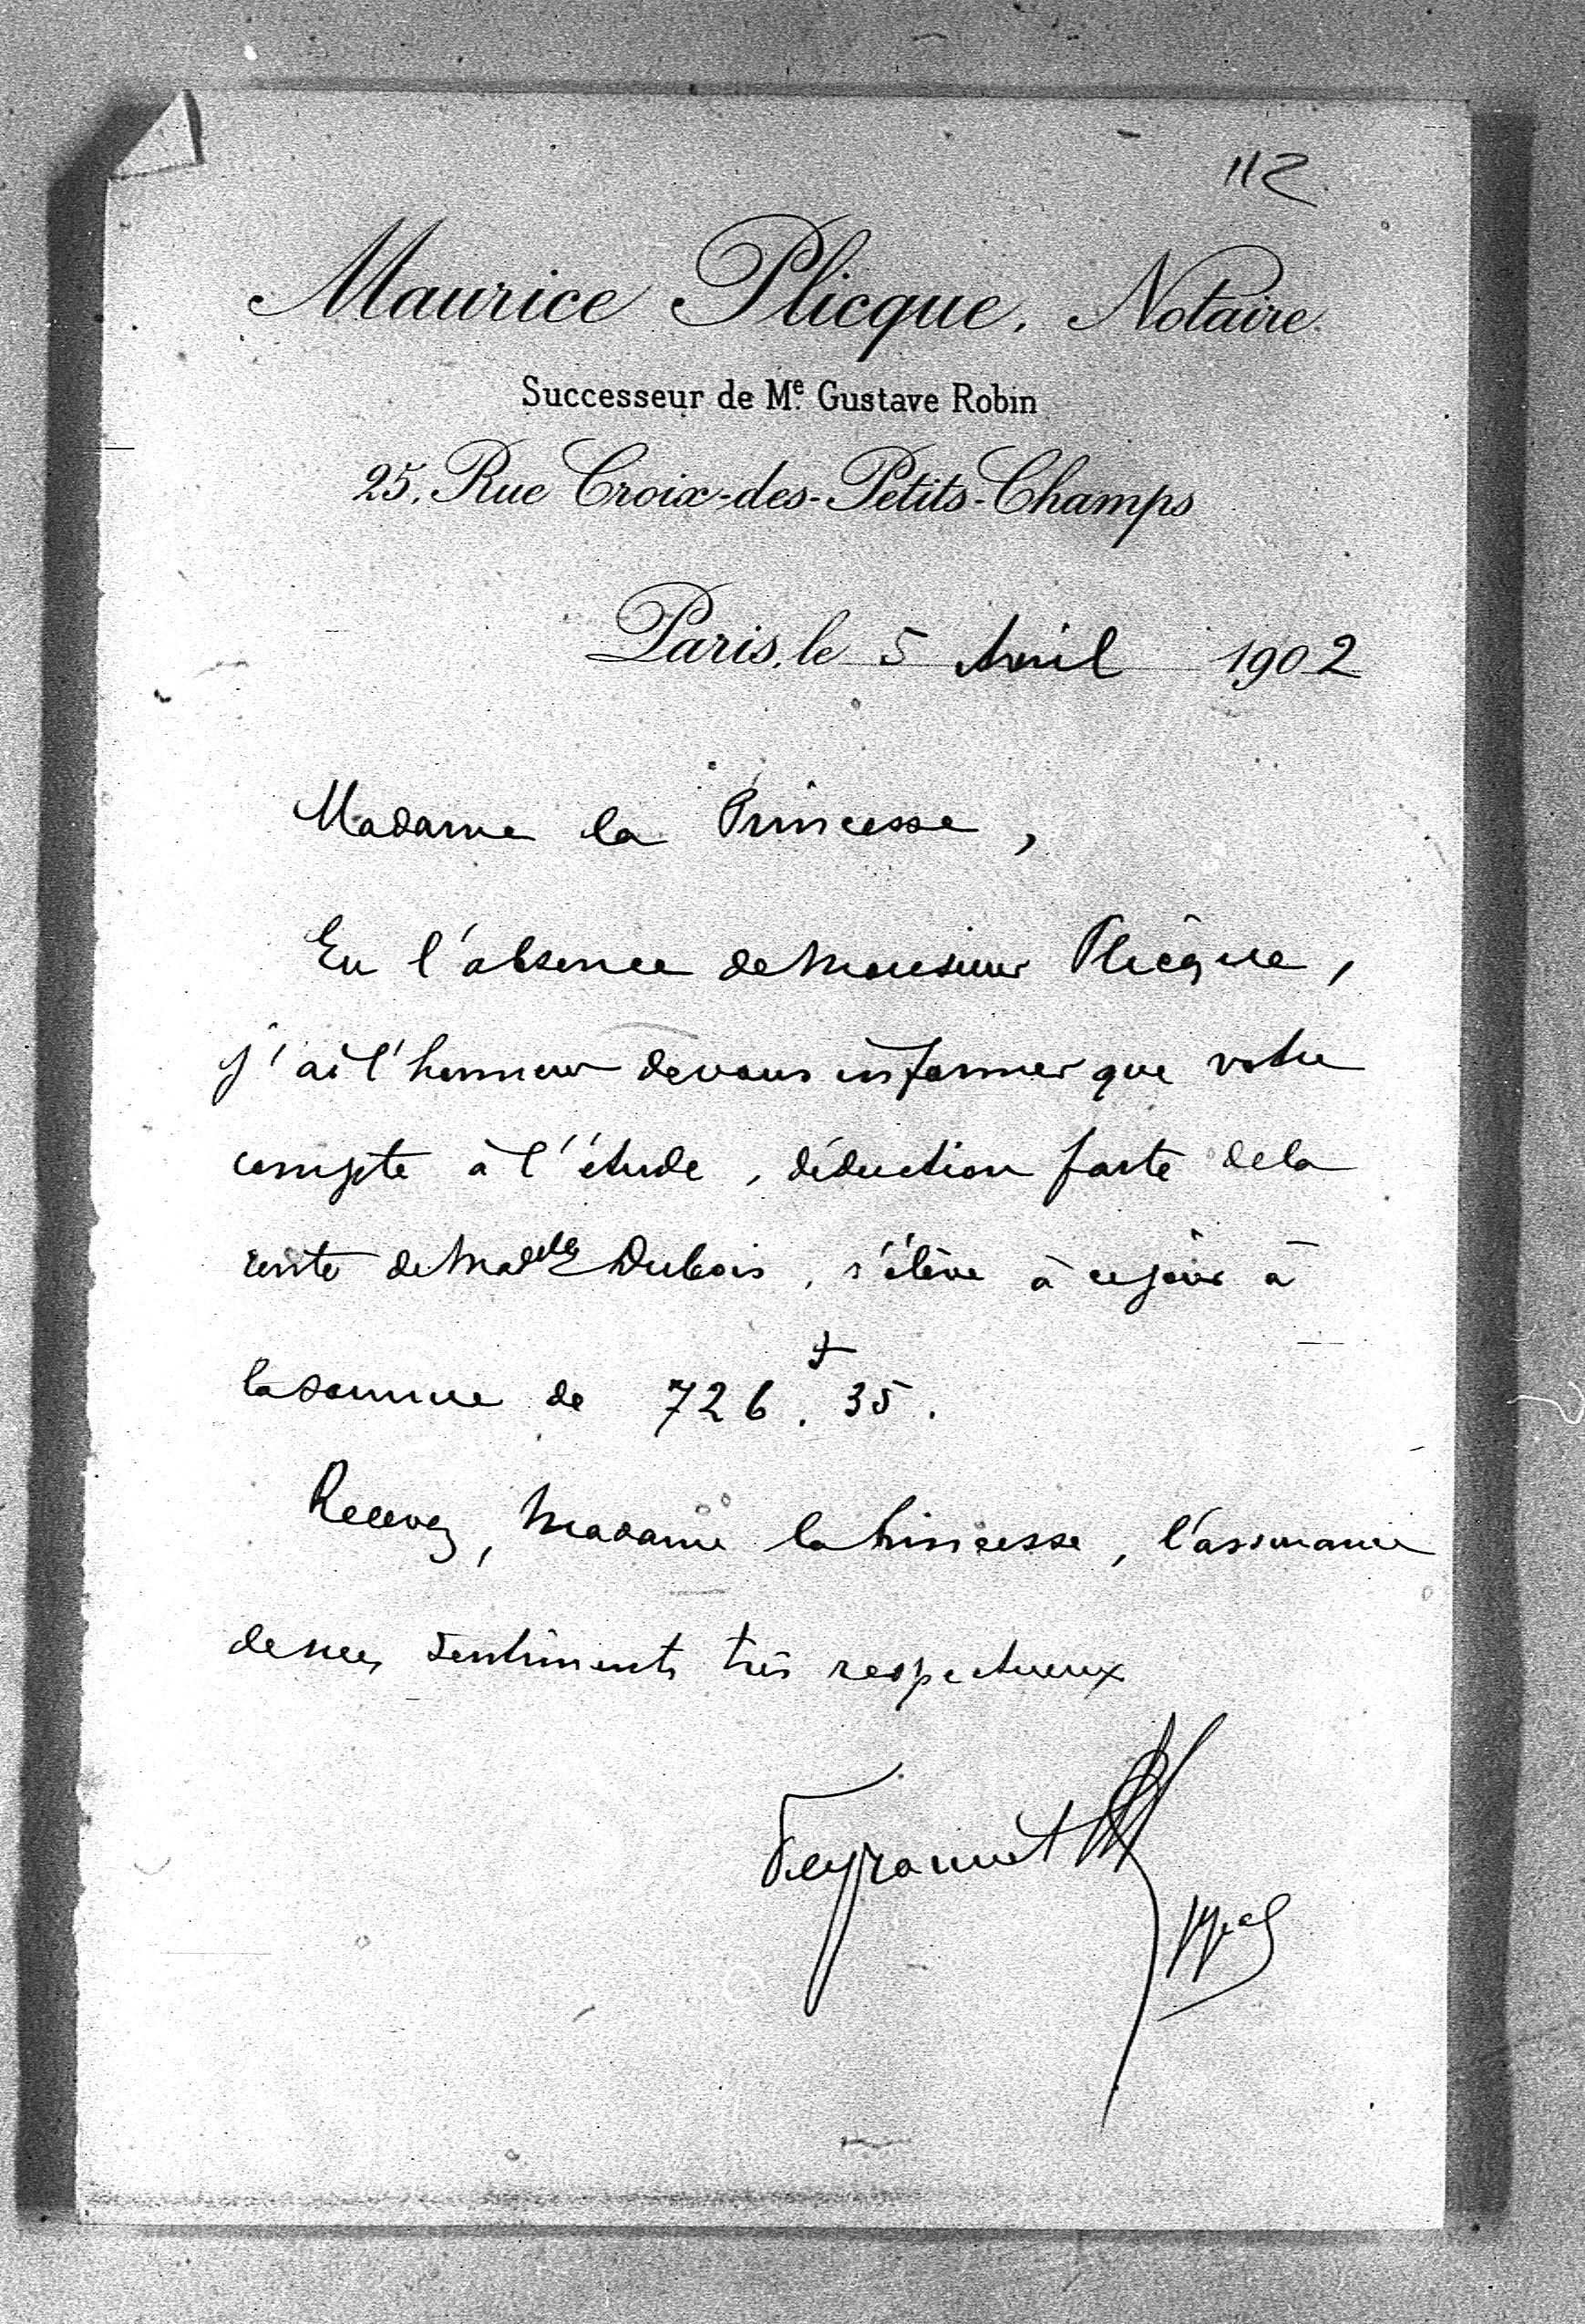 112
Maurice Plicque, Notaire
Successeur de Me. Gustave Robin
25, Rue Croix-des-Petits-Champs
Paris, le 5 Avril 1902
Madame la Princesse,
En l'absence de Monsieur Plicque,
j'ai l'honneur de vous informer que votre
compte à l'étude, déduction faite de la
rente de Madelle Dubois, s'élève à ce jour à
la somme de 726.f 35.
Recevez, Madame la Princesse, l'assurance
de mes sentiments très respectueux
ppal